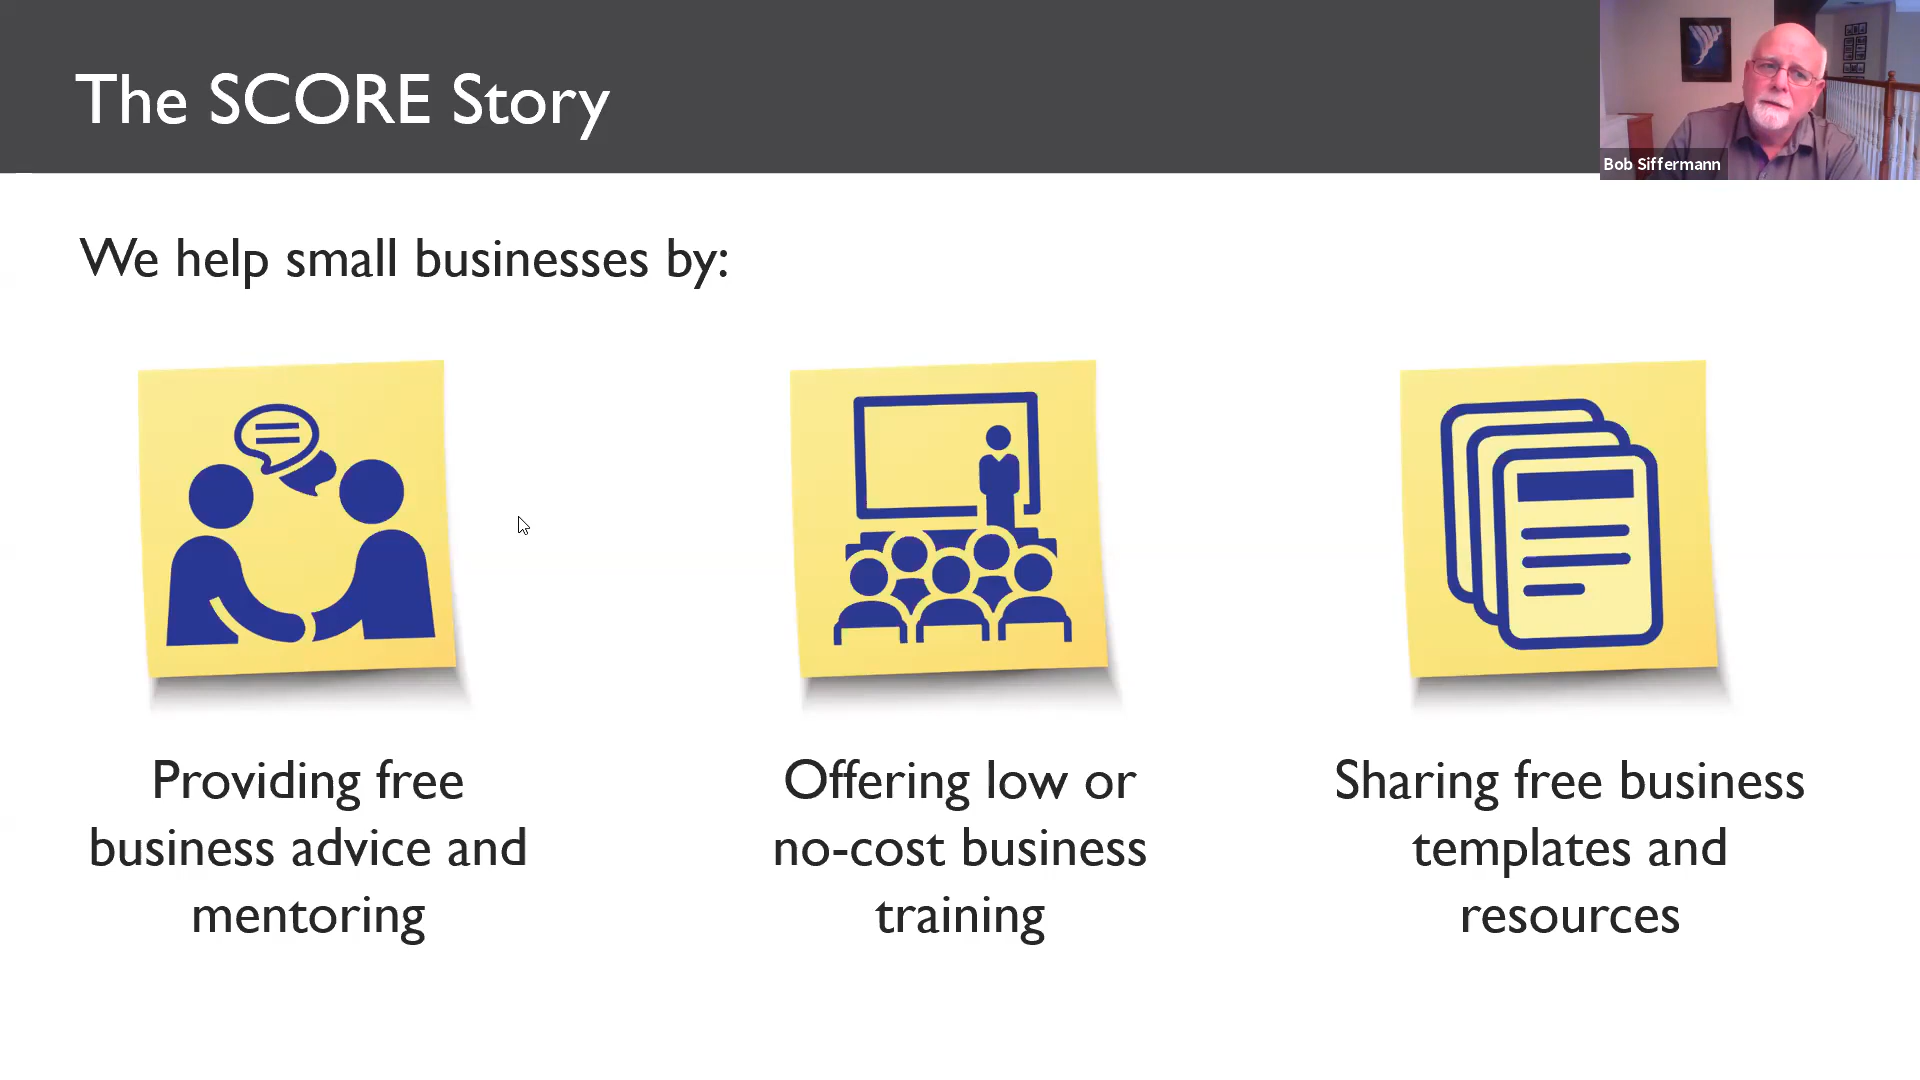 The SCORE Story
Bob Siffermann
We help small businesses by:
Providing free
business advice and
mentoring
Offering low or
no-cost business
training
Sharing free business
templates and
resources